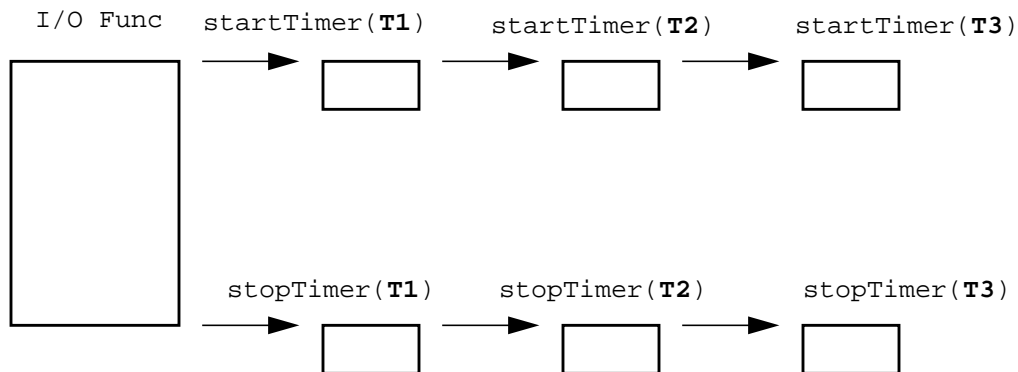 I/O Func
startTimer(T1)
startTimer(T2)
startTimer(T3)
stopTimer(T1)
stopTimer(T2)
stopTimer(T3)